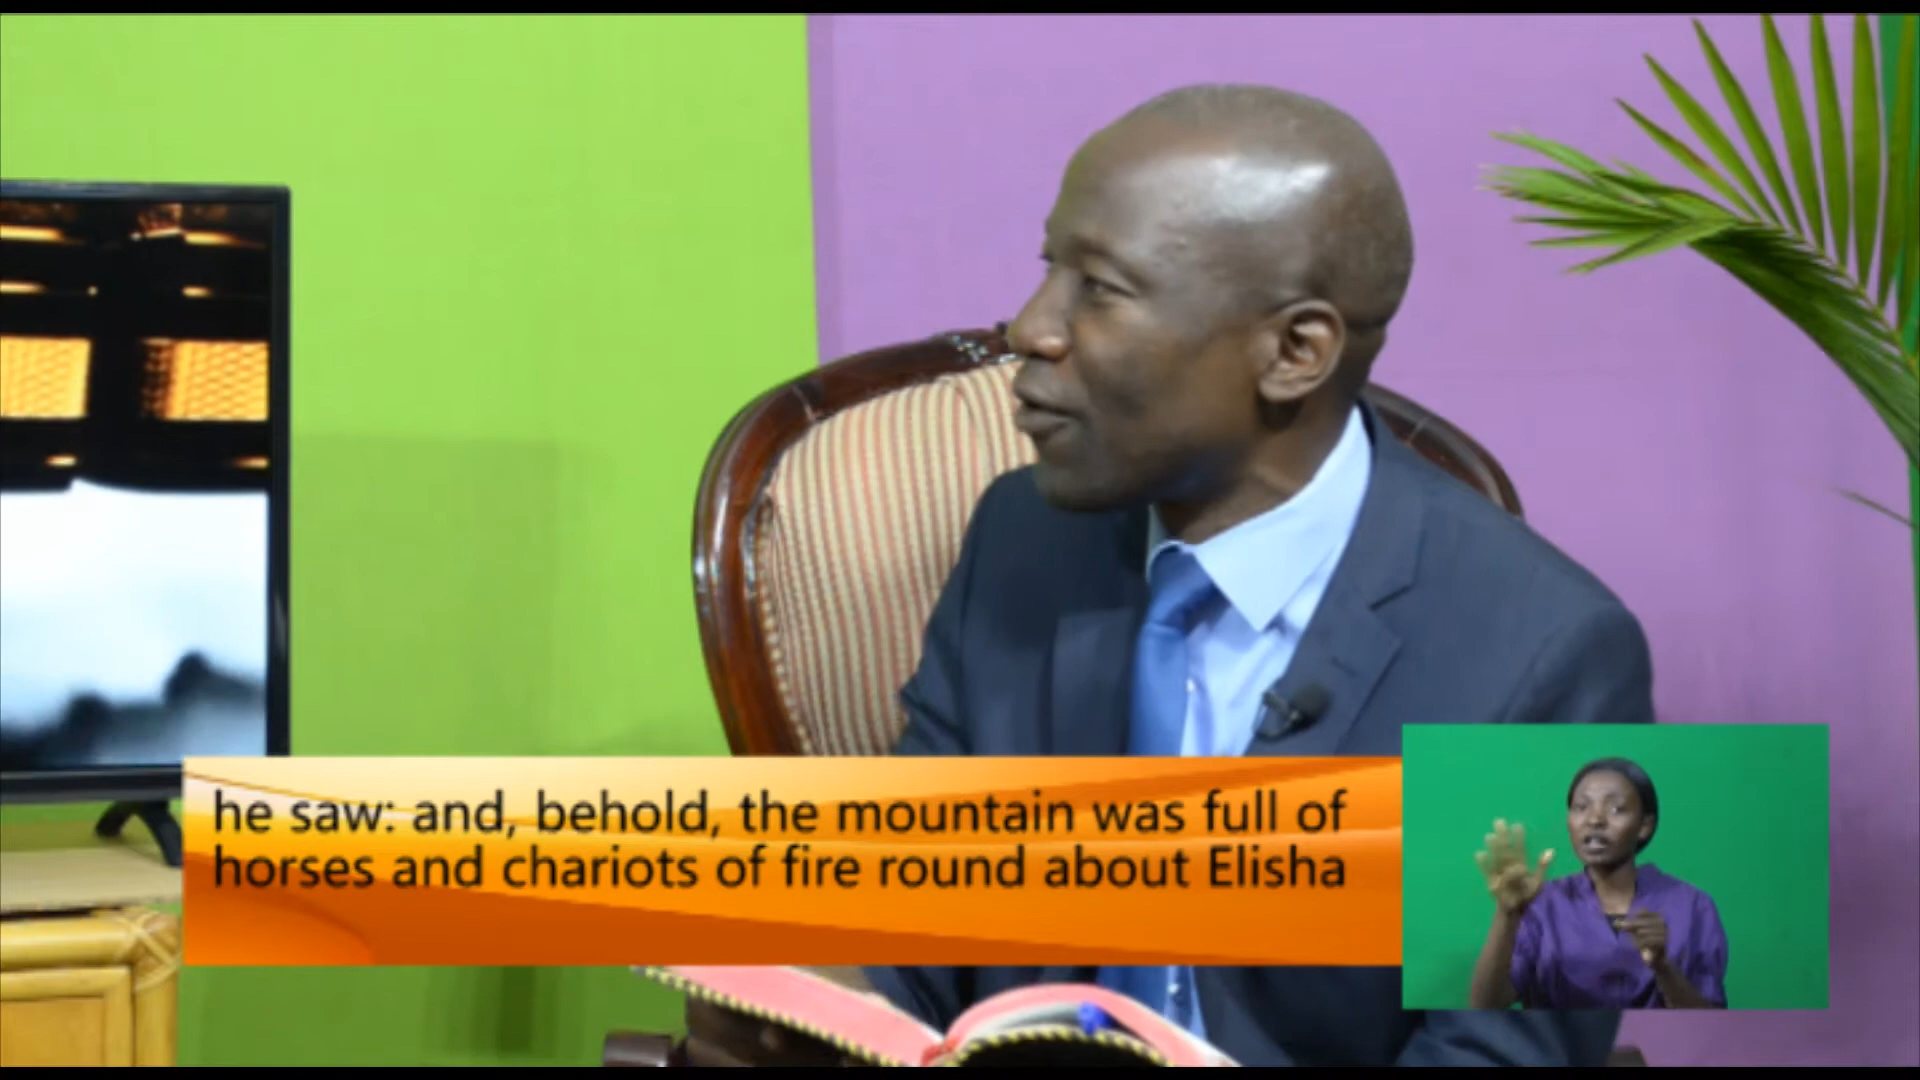 he saw: and, behold, the mountain was full of
horses and chariots of fire round about Elisha